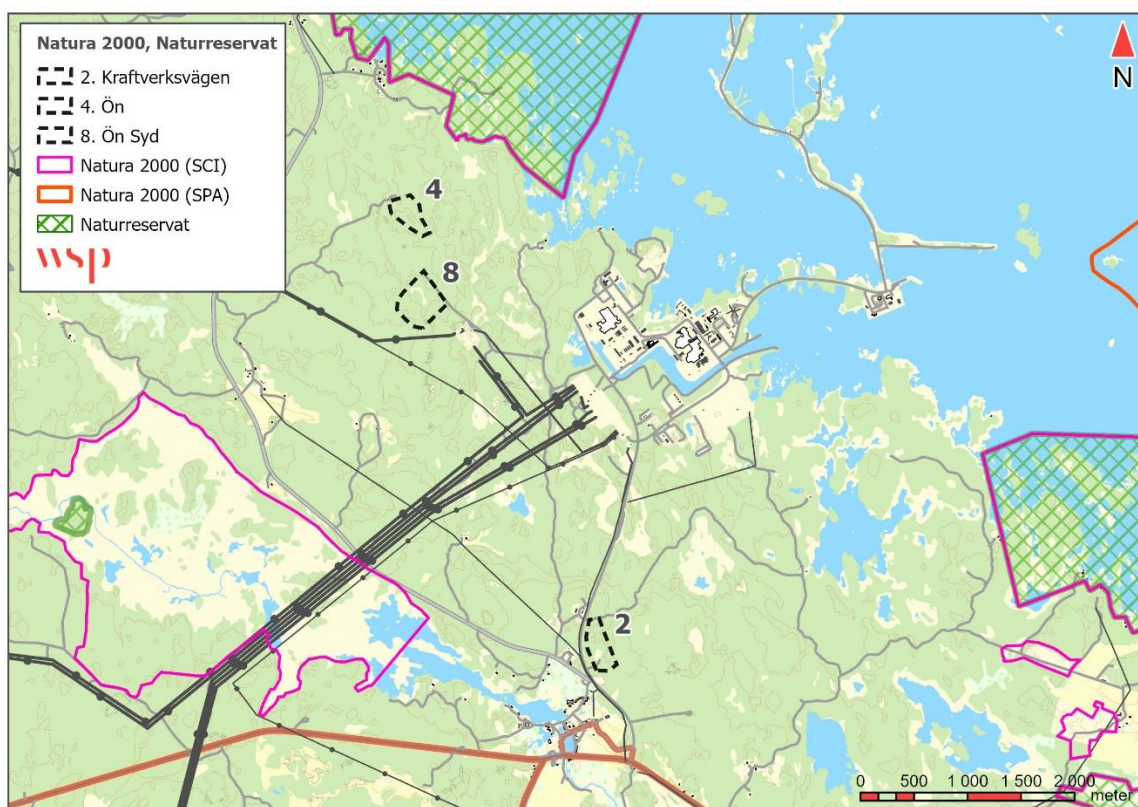 Natura 2000, Naturreservat
2. Kraftverksvägen
4. Ön
8. Ön Syd
Natura 2000 (SCI)
Natura 2000 (SPA)
Naturreservat
wsp
N
4
8
2
0 500 1 000 1 500 2 000
meter